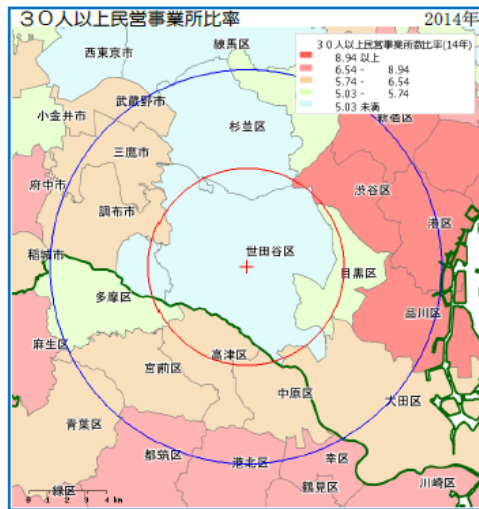 ３０人以上民営事業所比率 2014年
３０人以上民営事業所数比率(14年)
8.94 以上
6.54 - 8.94
5.74 - 6.54
5.03 - 5.74
5.03 未満
練馬区
西東京市
武蔵野市
小金井市
杉並区
新宿区
三鷹市
府中市
渋谷区
調布市
港区
稲城市
世田谷区
目黒区
多摩区
品川区
麻生区
高津区
宮前区
中原区
大田区
青葉区
都筑区
港北区
幸区
緑区
鶴見区
川崎区
0 1 2 3 4 km